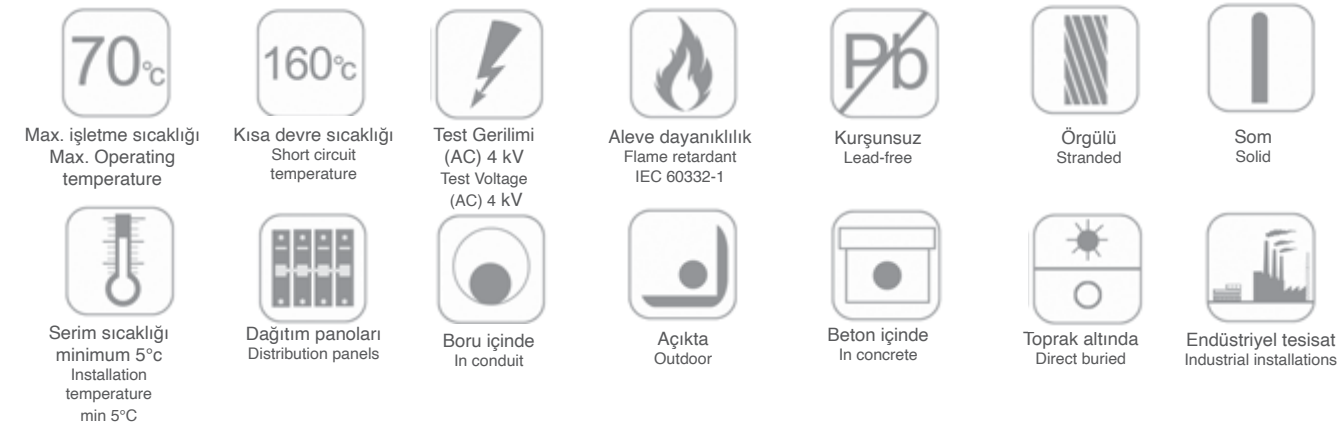 70°C
Max. işletme sıcaklığı
Max. Operating
temperature
160°C
Kısa devre sıcaklığı
Short circuit
temperature
Test Gerilimi
(AC) 4 kV
Test Voltage
(AC) 4 kV
Aleve dayanıklılık
Flame retardant
IEC 60332-1
Pb
Kurşunsuz
Lead-free
Örgülü
Stranded
Som
Solid
Serim sıcaklığı
minimum 5°c
Installation
temperature
min 5°C
Dağıtım panoları
Distribution panels
Boru içinde
In conduit
Açıkta
Outdoor
Beton içinde
In concrete
Toprak altında
Direct buried
Endüstriyel tesisat
Industrial installations